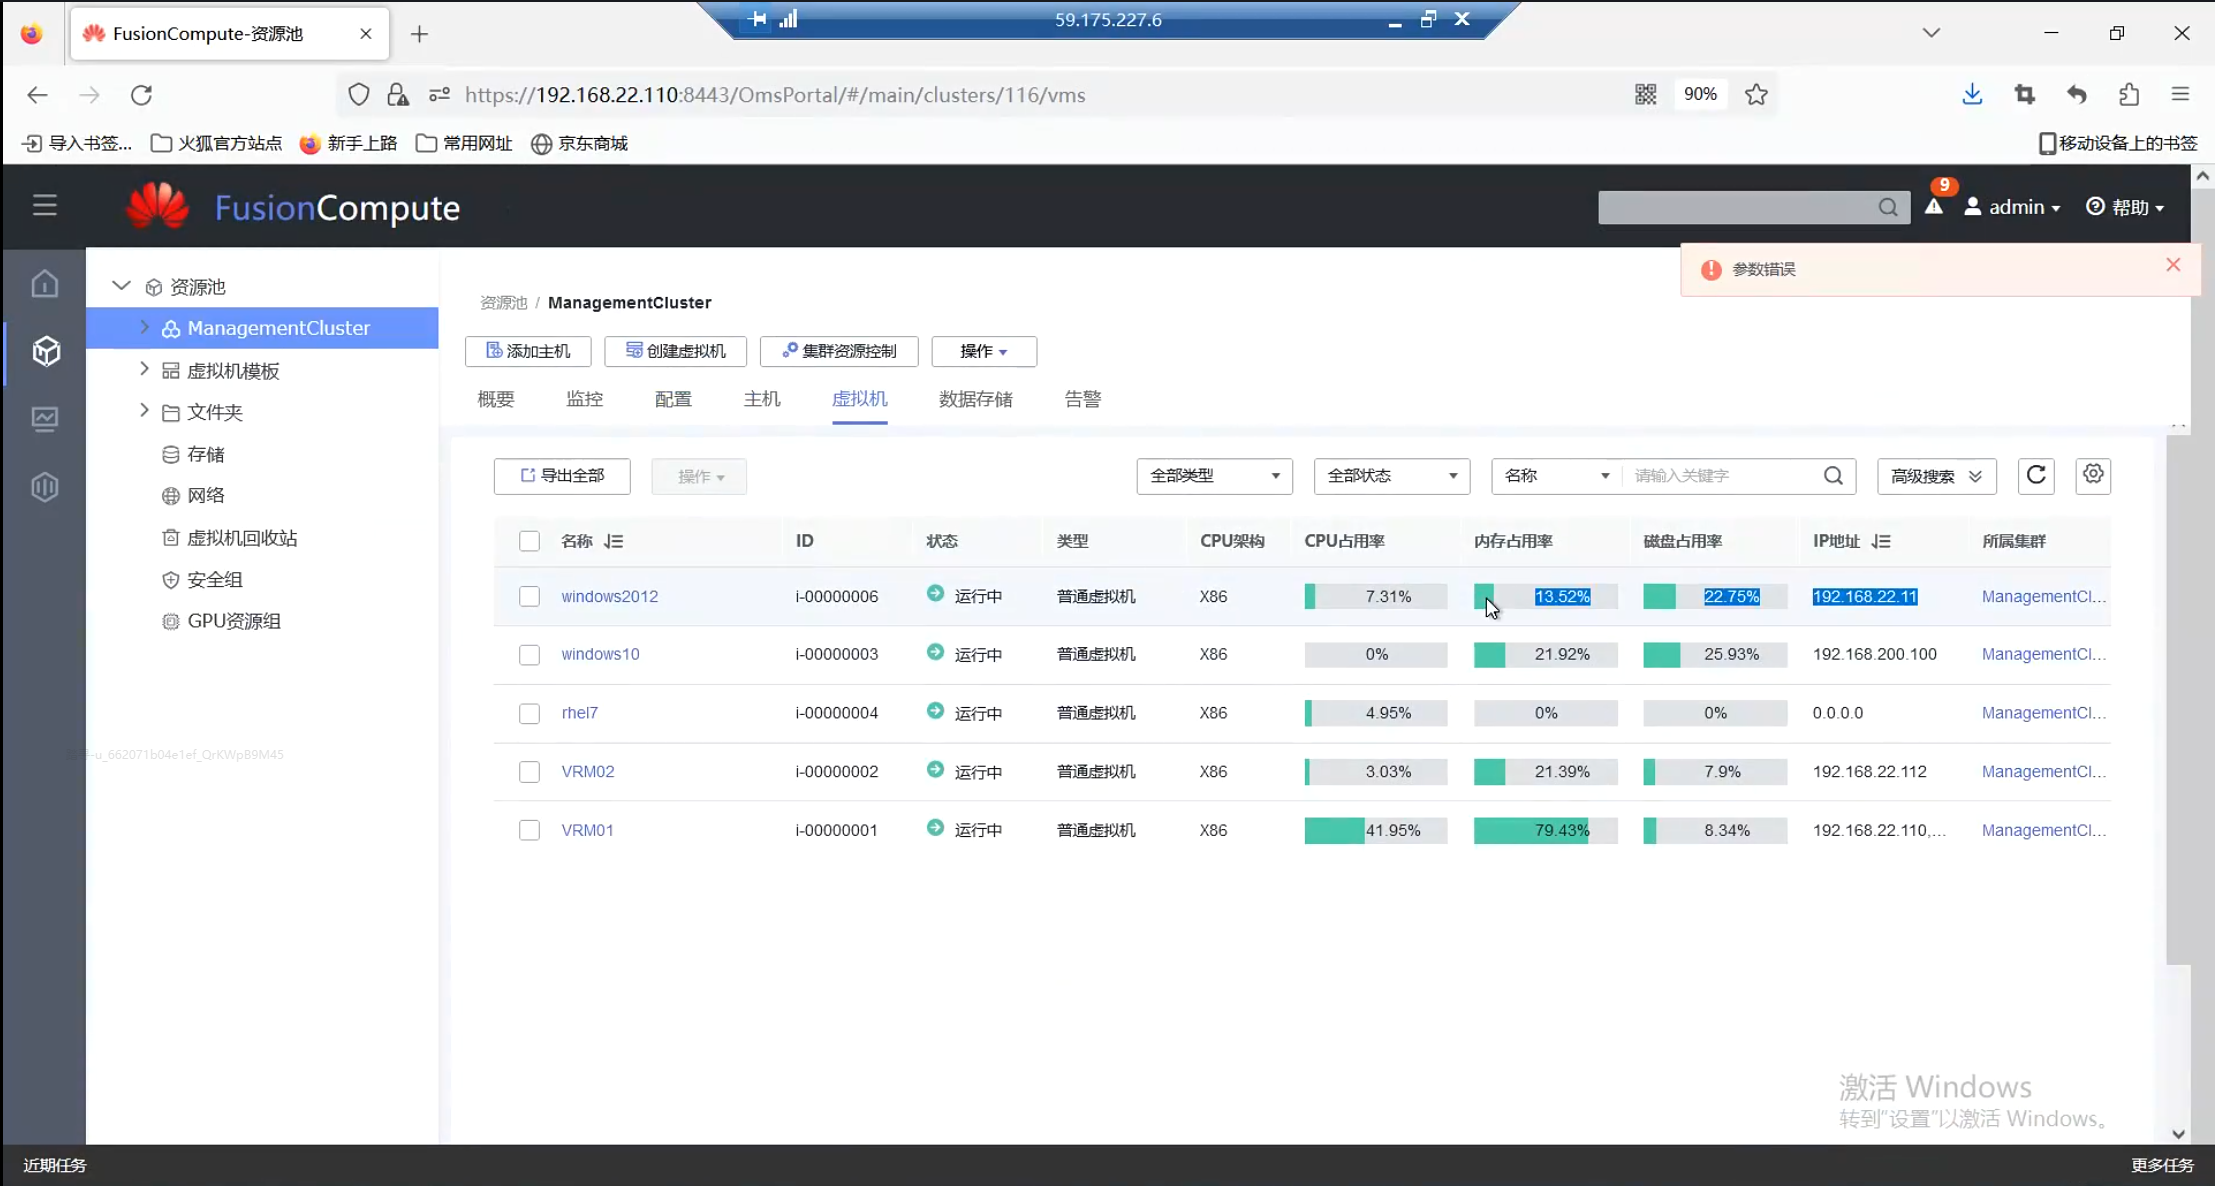 59.175.227.6
FusionCompute-资源池
https://192.168.22.110:8443/OmsPortal/#/main/clusters/116/vms
90%
导入书签... 火狐官方站点 新手上路 常用网址 京东商城 移动设备上的书签
FusionCompute
9
admin
帮助
参数错误
资源池
ManagementCluster
虚拟机模板
文件夹
存储
网络
虚拟机回收站
安全组
GPU资源组
资源池 / ManagementCluster
添加主机 创建虚拟机 集群资源控制 操作
概要 监控 配置 主机 虚拟机 数据存储 告警
导出全部 操作 全部类型 全部状态 名称 请输入关键字 高级搜索
名称 ID 状态 类型 CPU架构 CPU占用率 内存占用率 磁盘占用率 IP地址 所属集群
windows2012 i-00000006 运行中 普通虚拟机 X86 7.31% 13.52% 22.75% 192.168.22.11 ManagementCl...
windows10 i-00000003 运行中 普通虚拟机 X86 0% 21.92% 25.93% 192.168.200.100 ManagementCl...
rhel7 i-00000004 运行中 普通虚拟机 X86 4.95% 0% 0% 0.0.0.0 ManagementCl...
VRM02 i-00000002 运行中 普通虚拟机 X86 3.03% 21.39% 7.9% 192.168.22.112 ManagementCl...
VRM01 i-00000001 运行中 普通虚拟机 X86 41.95% 79.43% 8.34% 192.168.22.110,... ManagementCl...
u_662071b04e1ef_QrKWpB9M45
激活 Windows
转到"设置"以激活 Windows。
近期任务
更多任务